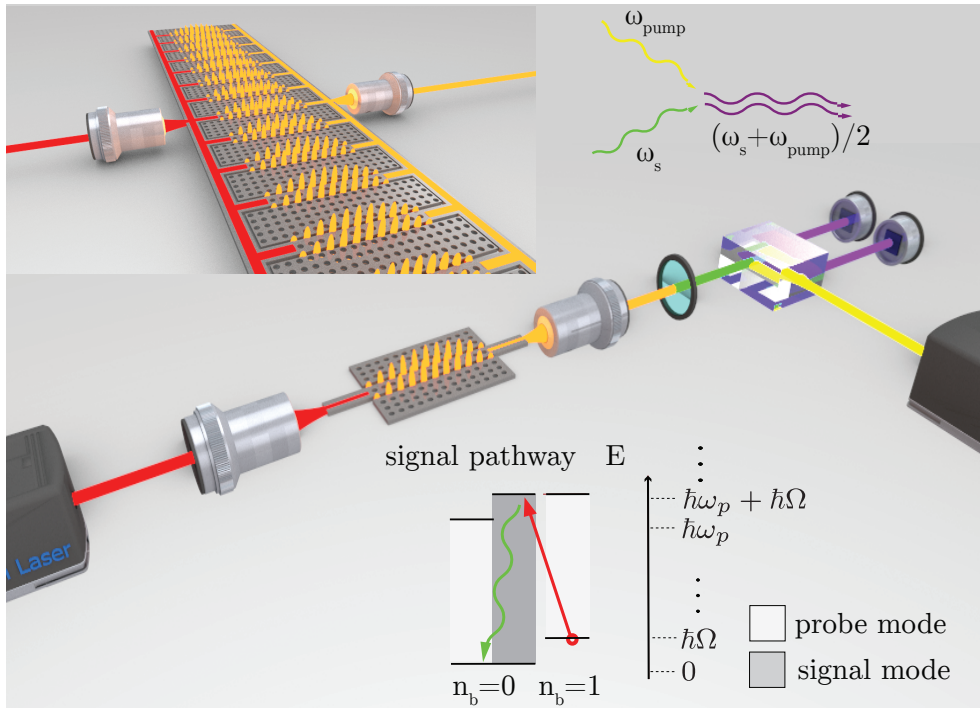 ω_pump
ω_s
(ω_s+ω_pump)/2
Laser
signal pathway E
ħω_p + ħΩ
ħω_p
ħΩ
0
n_b=0 n_b=1
probe mode
signal mode